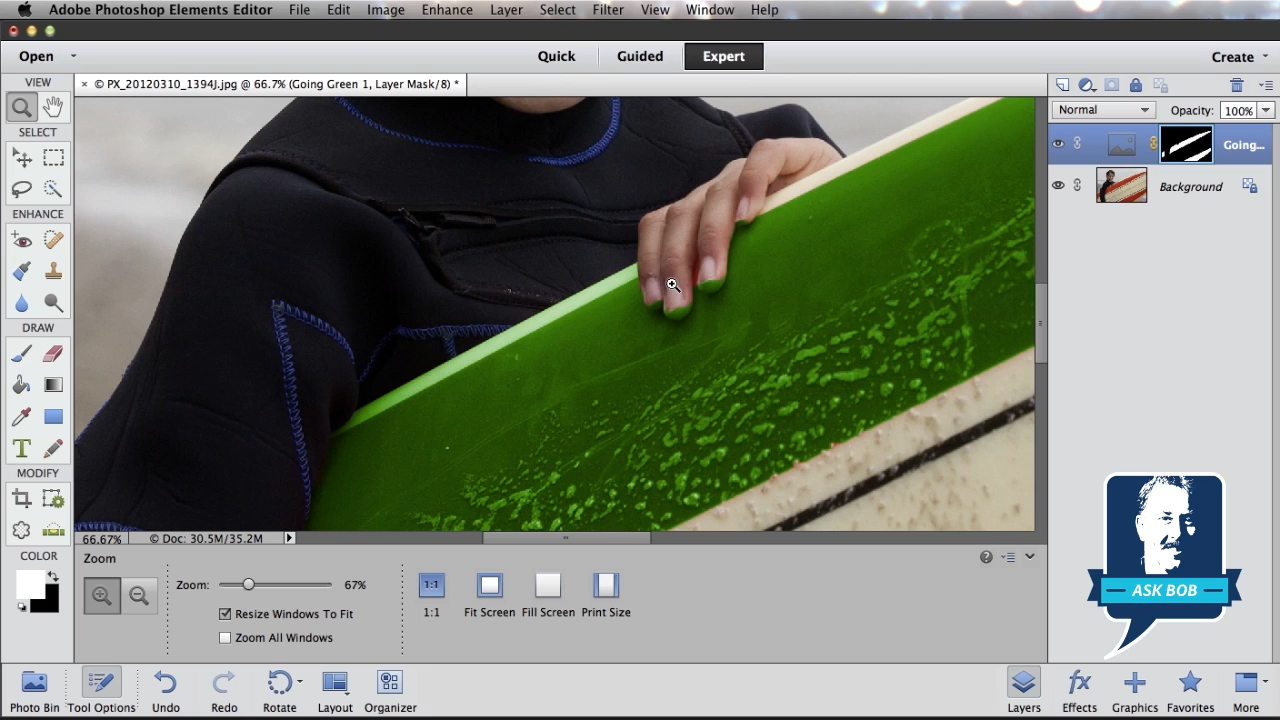 Adobe Photoshop Elements Editor File Edit Image Enhance Layer Select Filter View Window Help
Open Quick Guided Expert Create
VIEW × © PX_20120310_1394J.jpg @ 66.7% (Going Green 1, Layer Mask/8) *
Normal Opacity: 100%
SELECT
Going...
Background
ENHANCE
DRAW
T
MODIFY
66.67% © Doc: 30.5M/35.2M
COLOR
Zoom
Zoom: 67% 1:1
1:1 Fit Screen Fill Screen Print Size
Resize Windows To Fit
Zoom All Windows
ASK BOB
fx
Photo Bin Tool Options Undo Redo Rotate Layout Organizer Layers Effects Graphics Favorites More